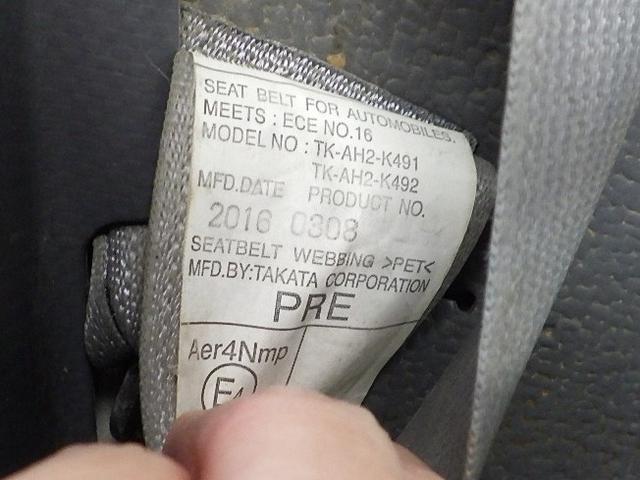 SEAT BELT FOR AUTOMOBILES.
MEETS : ECE NO.16
MODEL NO : TK-AH2-K491
TK-AH2-K492
MFD.DATE PRODUCT NO.
2016 0308
SEATBELT WEBBING >PET<
MFD.BY:TAKATA CORPORATION
PRE
Aer4Nmp
E4